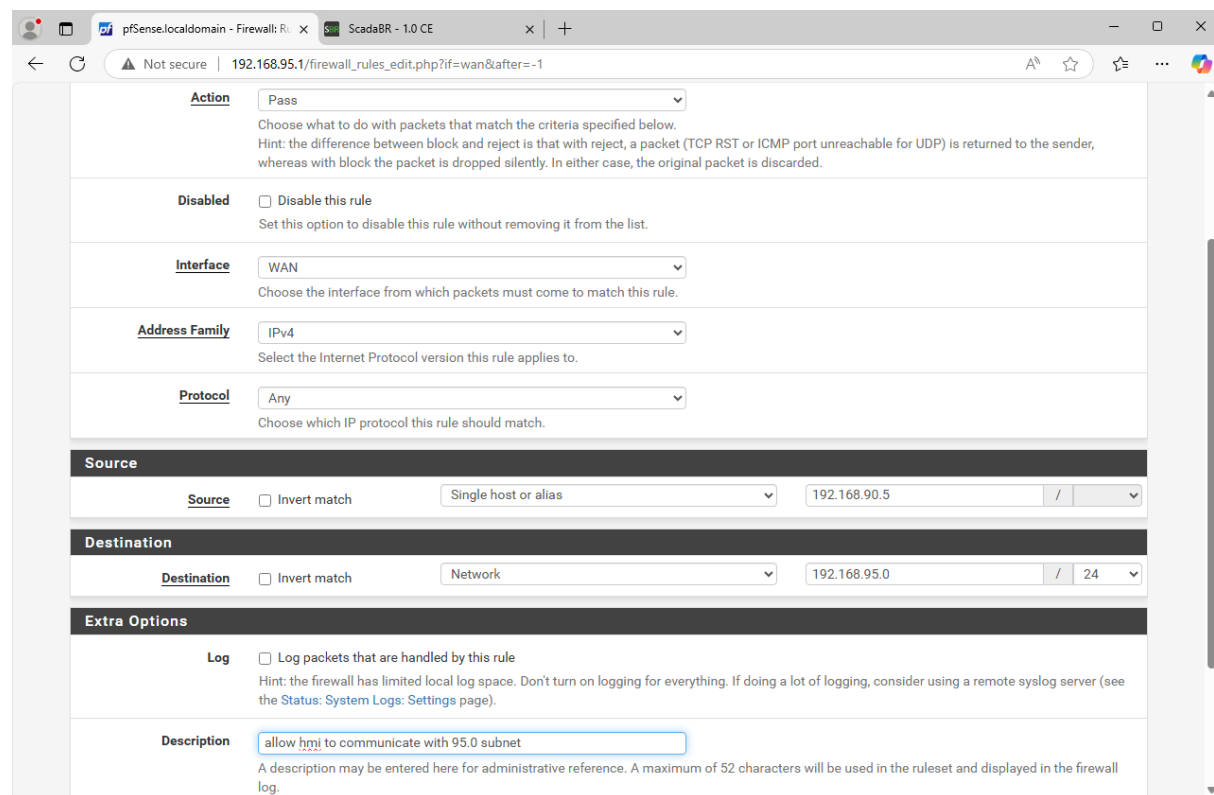 pfSense.localdomain - Firewall: Ru
SBR ScadaBR - 1.0 CE
Not secure 192.168.95.1/firewall_rules_edit.php?if=wan&after=-1
Action Pass
Choose what to do with packets that match the criteria specified below.
Hint: the difference between block and reject is that with reject, a packet (TCP RST or ICMP port unreachable for UDP) is returned to the sender,
whereas with block the packet is dropped silently. In either case, the original packet is discarded.
Disabled Disable this rule
Set this option to disable this rule without removing it from the list.
Interface WAN
Choose the interface from which packets must come to match this rule.
Address Family IPv4
Select the Internet Protocol version this rule applies to.
Protocol Any
Choose which IP protocol this rule should match.
Source
Source Invert match Single host or alias 192.168.90.5 /
Destination
Destination Invert match Network 192.168.95.0 / 24
Extra Options
Log Log packets that are handled by this rule
Hint: the firewall has limited local log space. Don't turn on logging for everything. If doing a lot of logging, consider using a remote syslog server (see
the Status: System Logs: Settings page).
Description allow hmi to communicate with 95.0 subnet
A description may be entered here for administrative reference. A maximum of 52 characters will be used in the ruleset and displayed in the firewall
log.